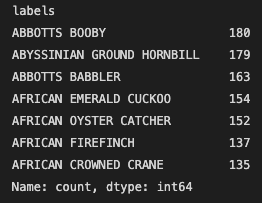 labels
ABBOTTS BOOBY 180
ABYSSINIAN GROUND HORNBILL 179
ABBOTTS BABBLER 163
AFRICAN EMERALD CUCKOO 154
AFRICAN OYSTER CATCHER 152
AFRICAN FIREFINCH 137
AFRICAN CROWNED CRANE 135
Name: count, dtype: int64